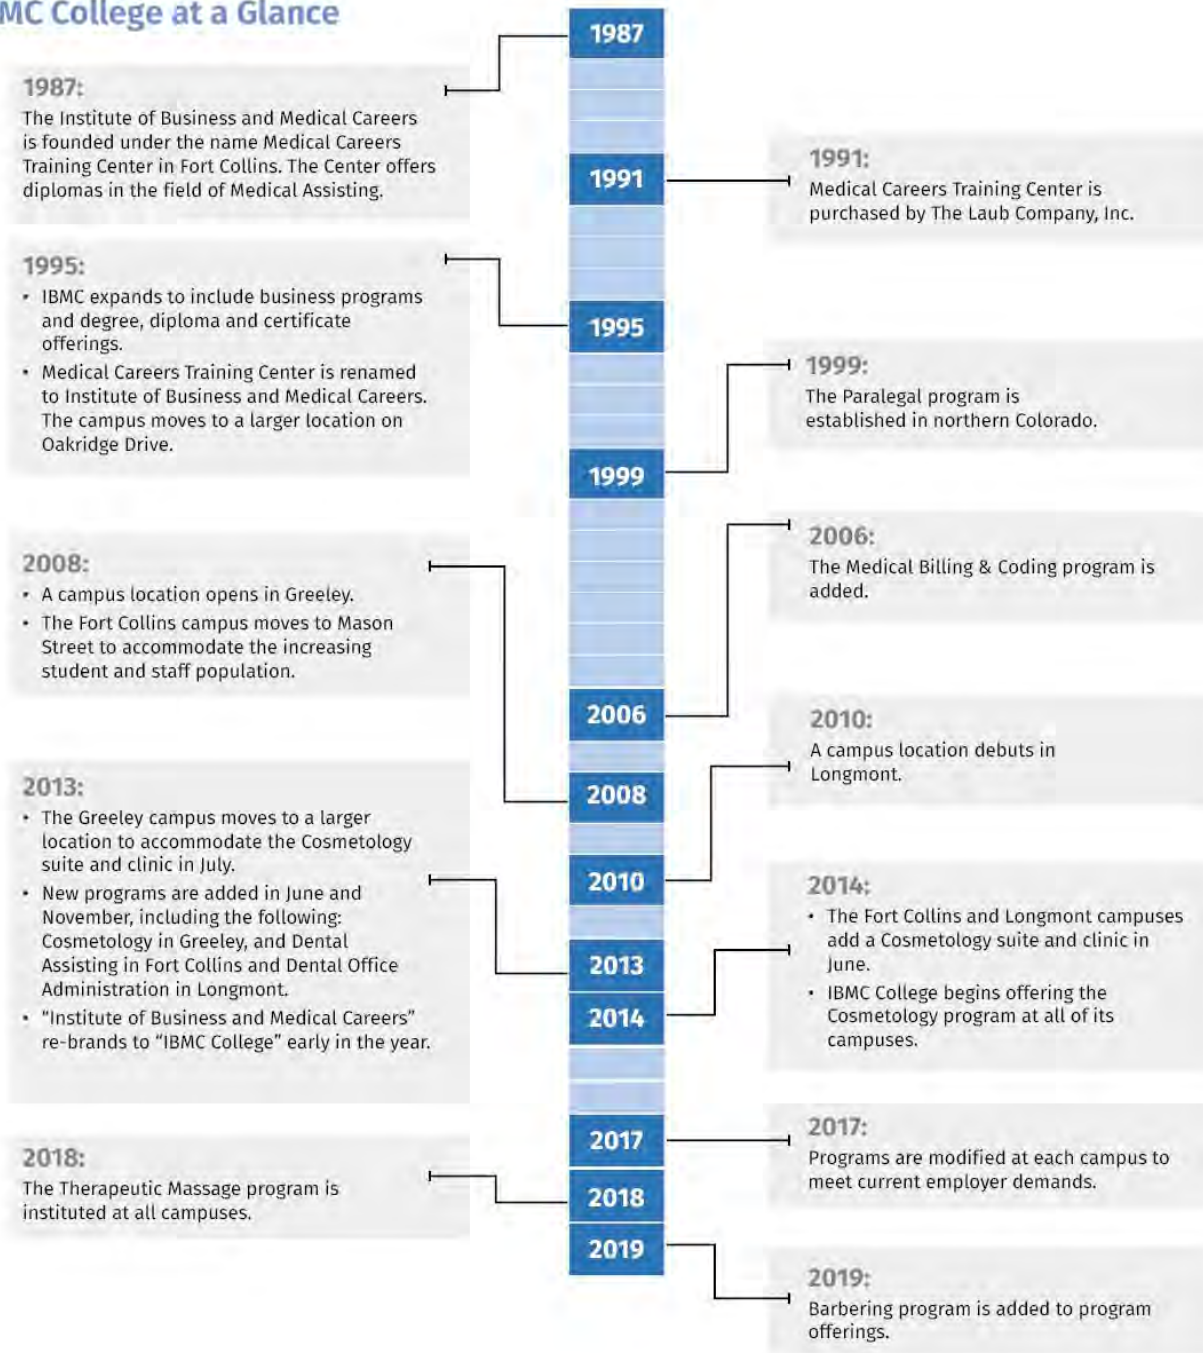 MC College at a Glance
1987
1987:
The Institute of Business and Medical Careers
is founded under the name Medical Careers
Training Center in Fort Collins. The Center offers
diplomas in the field of Medical Assisting.
1991
1991:
Medical Careers Training Center is
purchased by The Laub Company, Inc.
1995:
• IBMC expands to include business programs
and degree, diploma and certificate
offerings.
• Medical Careers Training Center is renamed
to Institute of Business and Medical Careers.
The campus moves to a larger location on
Oakridge Drive.
1995
1999:
The Paralegal program is
established in northern Colorado.
1999
2008:
• A campus location opens in Greeley.
• The Fort Collins campus moves to Mason
Street to accommodate the increasing
student and staff population.
2006:
The Medical Billing & Coding program is
added.
2006
2008
2010:
A campus location debuts in
Longmont.
2013:
• The Greeley campus moves to a larger
location to accommodate the Cosmetology
suite and clinic in July.
• New programs are added in June and
November, including the following:
Cosmetology in Greeley, and Dental
Assisting in Fort Collins and Dental Office
Administration in Longmont.
• “Institute of Business and Medical Careers”
re-brands to “IBMC College” early in the year.
2010
2013
2014
2014:
• The Fort Collins and Longmont campuses
add a Cosmetology suite and clinic in
June.
• IBMC College begins offering the
Cosmetology program at all of its
campuses.
2017
2017:
Programs are modified at each campus to
meet current employer demands.
2018:
The Therapeutic Massage program is
instituted at all campuses.
2018
2019
2019:
Barbering program is added to program
offerings.